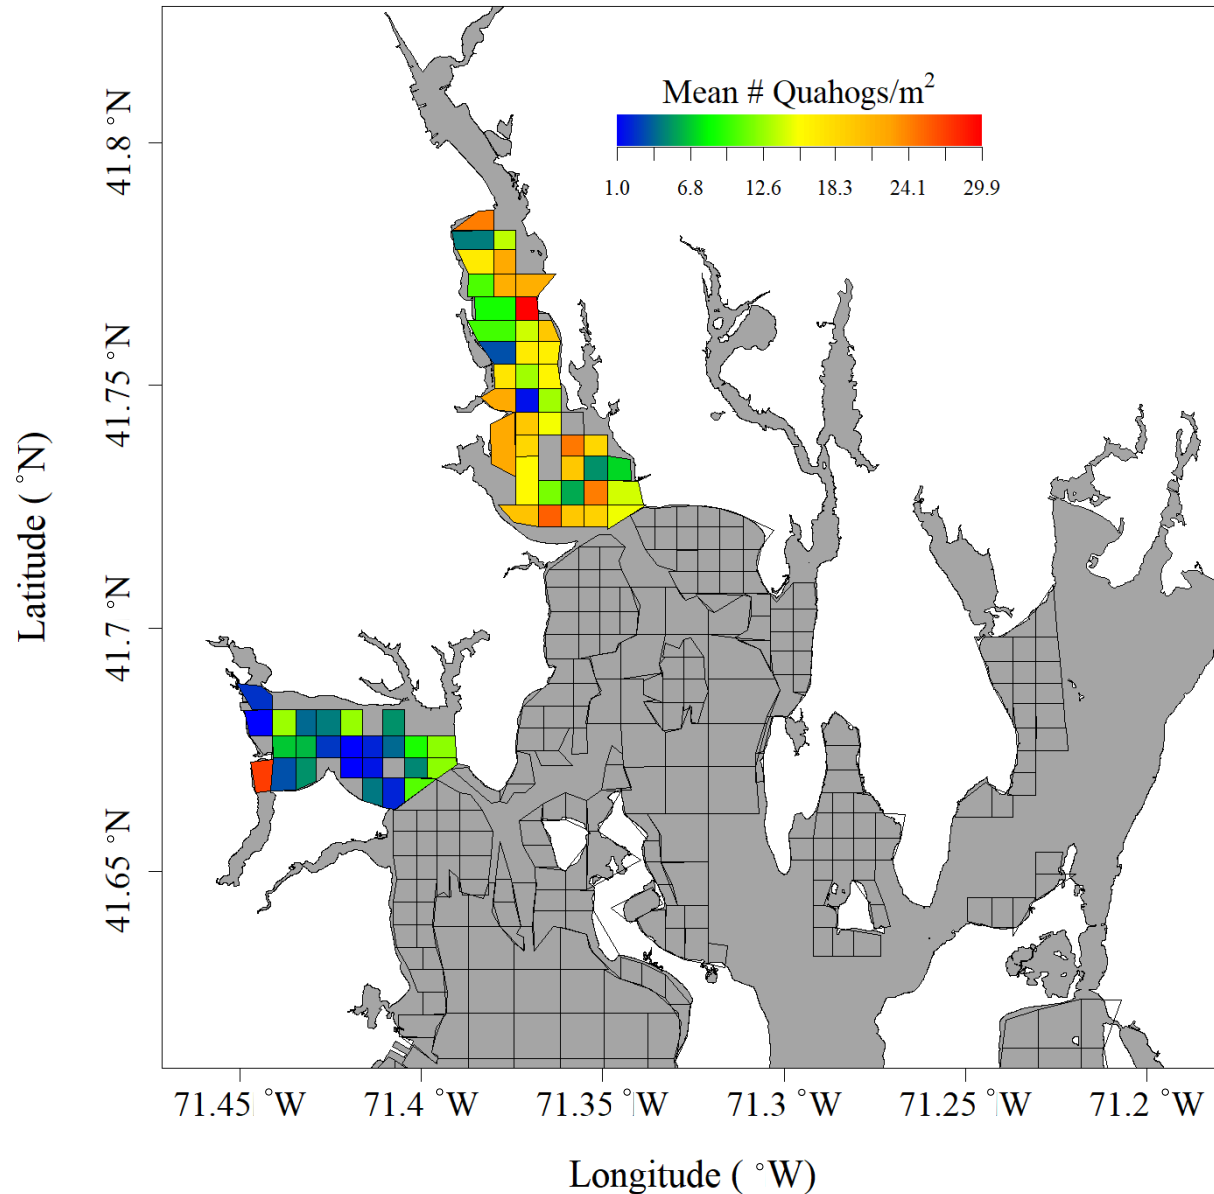 Mean # Quahogs/m²
1.0 6.8 12.6 18.3 24.1 29.9
41.8 °N
41.75 °N
41.7 °N
41.65 °N
Latitude ( °N)
71.45 °W 71.4 °W 71.35 °W 71.3 °W 71.25 °W 71.2 °W
Longitude ( °W)